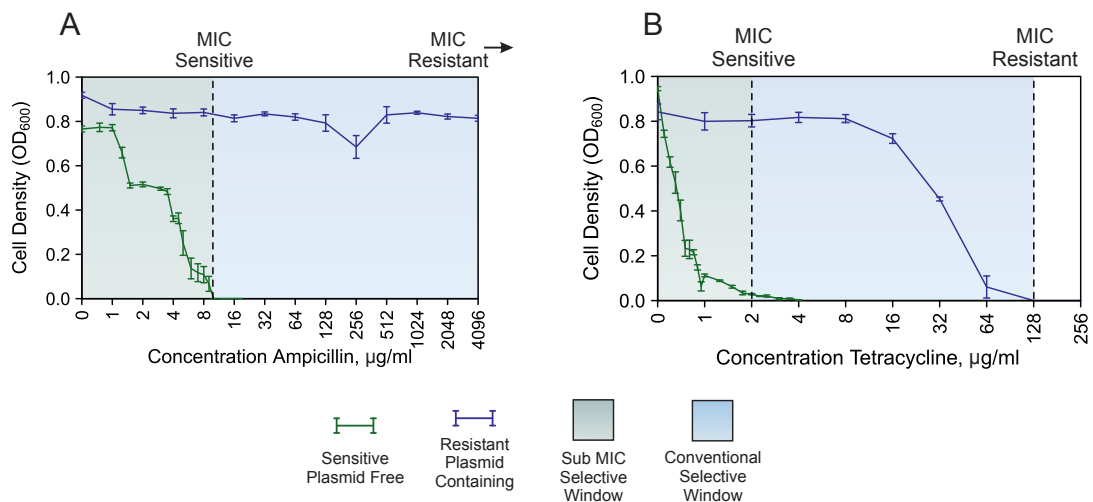 A
MIC
Sensitive
MIC
Resistant
1.0
0.8
0.6
0.4
0.2
0.0
Cell Density (OD600)
0 1 2 4 8 16 32 64 128 256 512 1024 2048 4096
Concentration Ampicillin, µg/ml
B
MIC
Sensitive
MIC
Resistant
1.0
0.8
0.6
0.4
0.2
0.0
Cell Density (OD600)
0 1 2 4 8 16 32 64 128 256
Concentration Tetracycline, µg/ml
Sensitive
Plasmid Free
Resistant
Plasmid
Containing
Sub MIC
Selective
Window
Conventional
Selective
Window